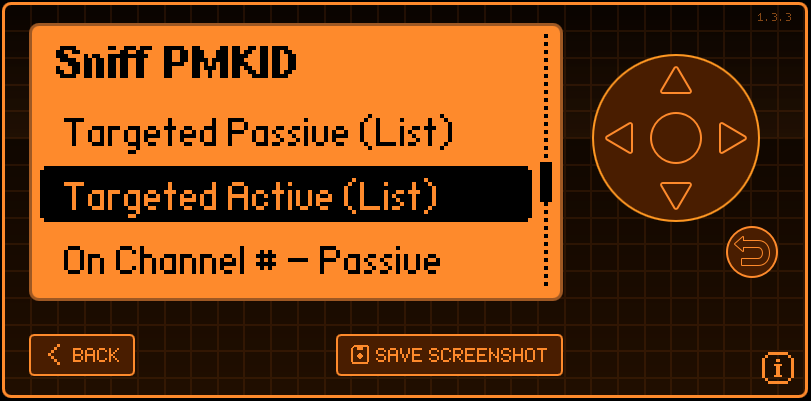 1.3.3
Sniff PMKID
Targeted Passive (List)
Targeted Active (List)
On Channel # - Passive
BACK
SAVE SCREENSHOT
i